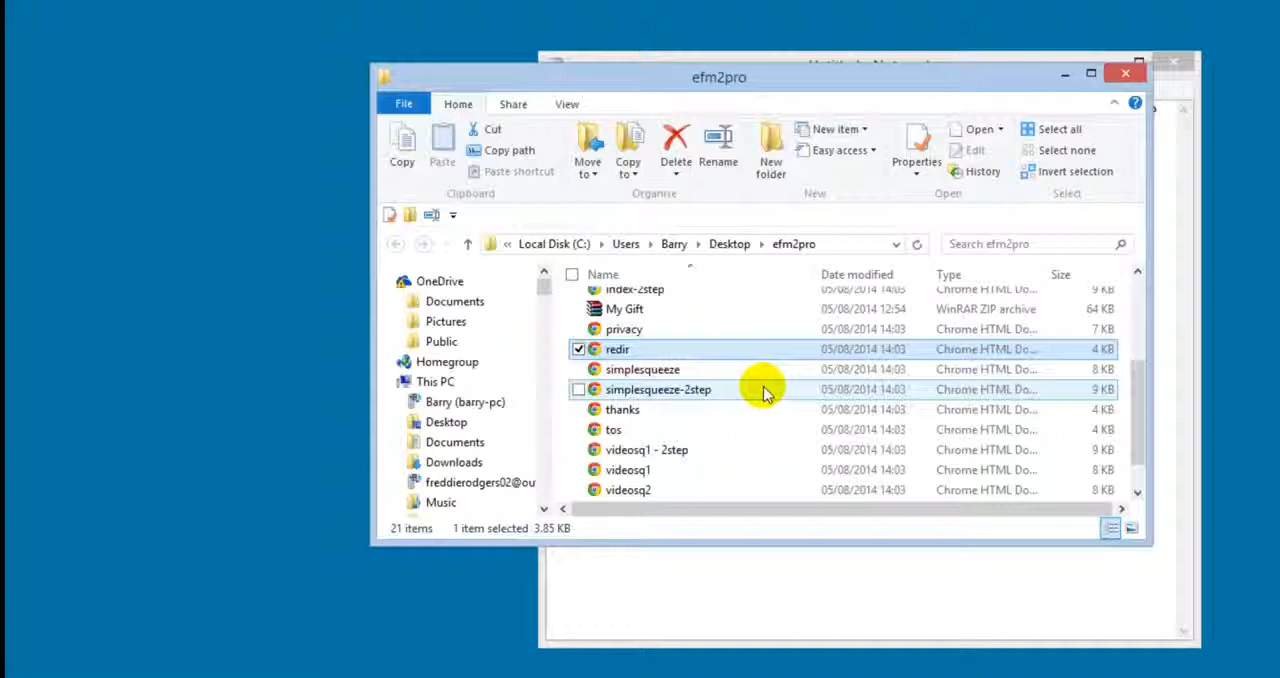 efm2pro
File Home Share View
Copy Paste Cut Copy path Paste shortcut
Clipboard
Move to Copy to Delete Rename
Organise
New folder New item Easy access
New
Properties Open Edit History
Open
Select all Select none Invert selection
Select
« Local Disk (C:) Users Barry Desktop efm2pro Search efm2pro
OneDrive
Documents
Pictures
Public
Homegroup
This PC
Barry (barry-pc)
Desktop
Documents
Downloads
freddierodgers02@ou
Music
Name Date modified Type Size
index-2step 05/08/2014 14:03 Chrome HTML Do... 9 KB
My Gift 05/08/2014 12:54 WinRAR ZIP archive 64 KB
privacy 05/08/2014 14:03 Chrome HTML Do... 7 KB
redir 05/08/2014 14:03 Chrome HTML Do... 4 KB
simplesqueeze 05/08/2014 14:03 Chrome HTML Do... 8 KB
simplesqueeze-2step 05/08/2014 14:03 Chrome HTML Do... 9 KB
thanks 05/08/2014 14:03 Chrome HTML Do... 4 KB
tos 05/08/2014 14:03 Chrome HTML Do... 4 KB
videosq1 - 2step 05/08/2014 14:03 Chrome HTML Do... 9 KB
videosq1 05/08/2014 14:03 Chrome HTML Do... 8 KB
videosq2 05/08/2014 14:03 Chrome HTML Do... 8 KB
21 items 1 item selected 3.85 KB